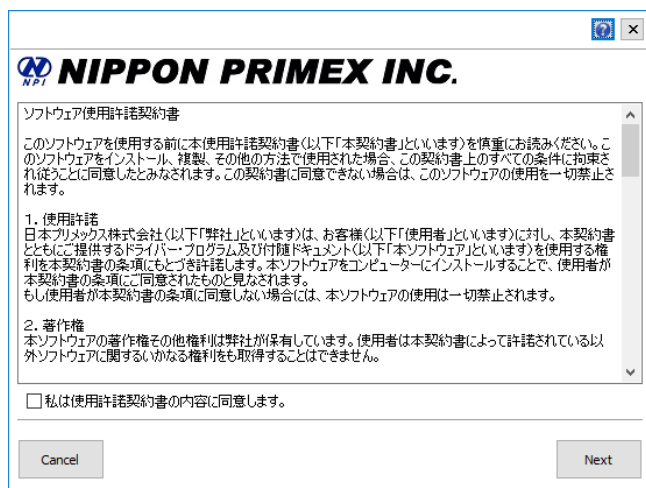 NPI NIPPON PRIMEX INC.
ソフトウェア使用許諾契約書
このソフトウェアを使用する前に本使用許諾契約書(以下「本契約書」といいます)を慎重にお読みください。こ
のソフトウェアをインストール、複製、その他の方法で使用された場合、この契約書上のすべての条件に拘束さ
れ従うことに同意したとみなされます。この契約書に同意できない場合は、このソフトウェアの使用を一切禁止さ
れます。
1. 使用許諾
日本プリメックス株式会社(以下「弊社」といいます)は、お客様(以下「使用者」といいます)に対し、本契約書
とともにご提供するドライバー・プログラム及び付随ドキュメント(以下「本ソフトウェア」といいます)を使用する権
利を本契約書の条項にもとづき許諾します。本ソフトウェアをコンピューターにインストールすることで、使用者が
本契約書の条項にご同意されたものと見なされます。
もし使用者が本契約書の条項に同意しない場合には、本ソフトウェアの使用は一切禁止されます。
2. 著作権
本ソフトウェアの著作権その他権利は弊社が保有しています。使用者は本契約書によって許諾されている以
外ソフトウェアに関するいかなる権利をも取得することはできません。
私は使用許諾契約書の内容に同意します。
Cancel
Next